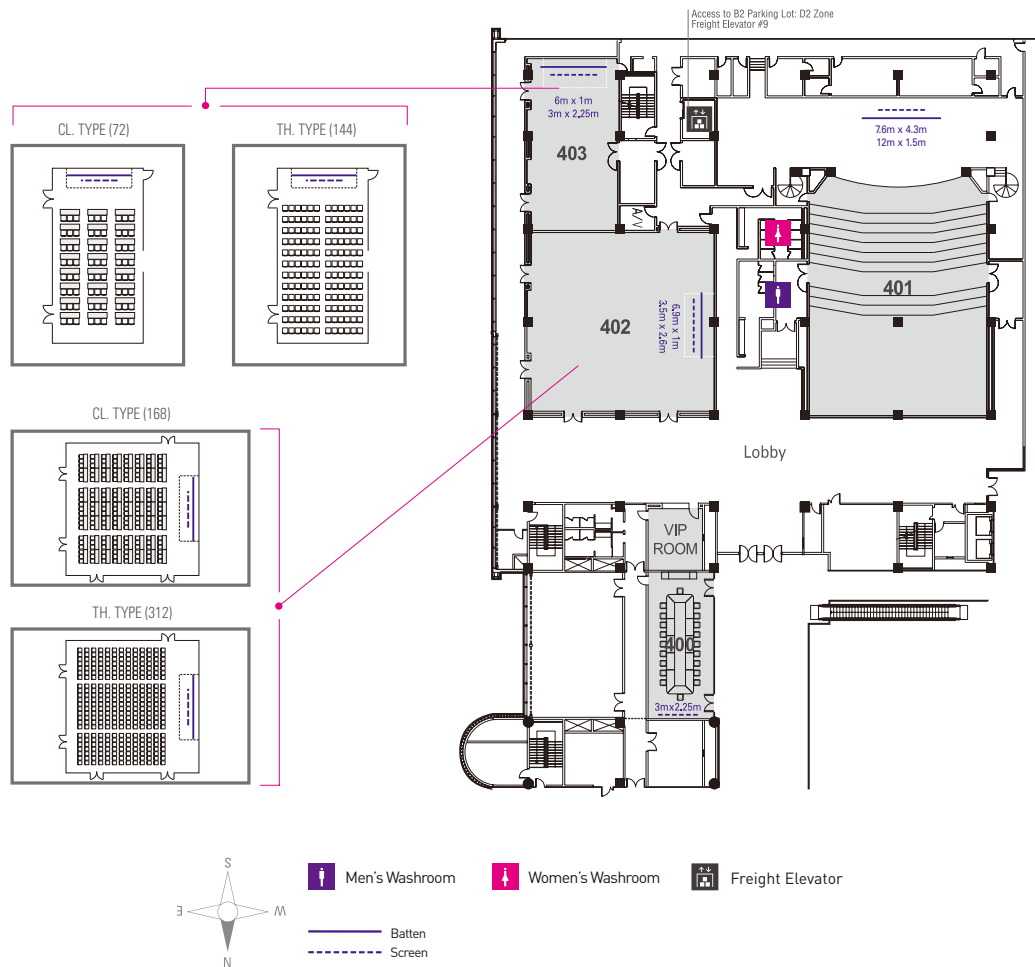 Access to B2 Parking Lot: D2 Zone
Freight Elevator #9
CL. TYPE (72)
TH. TYPE (144)
6m x 1m
3m x 2.25m
403
7.6m x 4.3m
12m x 1.5m
A/V
402
6.9m x 1m
3.5m x 2.6m
401
CL. TYPE (168)
Lobby
VIP
ROOM
TH. TYPE (312)
400
3mx2.25m
S
E
W
N
Men's Washroom
Women's Washroom
Freight Elevator
Batten
Screen